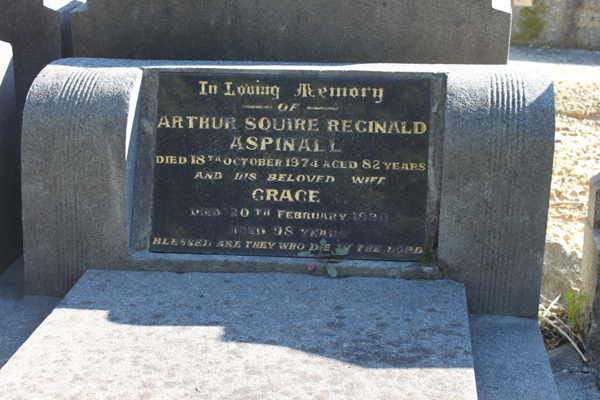 In Loving Memory
OF
ARTHUR SQUIRE REGINALD
ASPINALL
DIED 18TH OCTOBER 1974 AGED 82 YEARS
AND HIS BELOVED WIFE
GRACE
DIED 20TH FEBRUARY
AGED 98 YEARS
BLESSED ARE THEY WHO DIE IN THE LORD